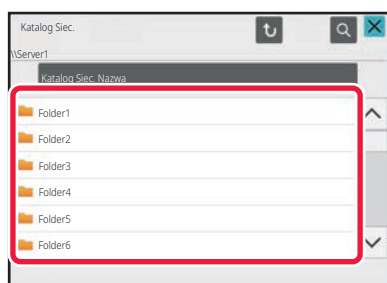 Katalog Siec.
\\Server1
Katalog Siec. Nazwa
Folder1
Folder2
Folder3
Folder4
Folder5
Folder6